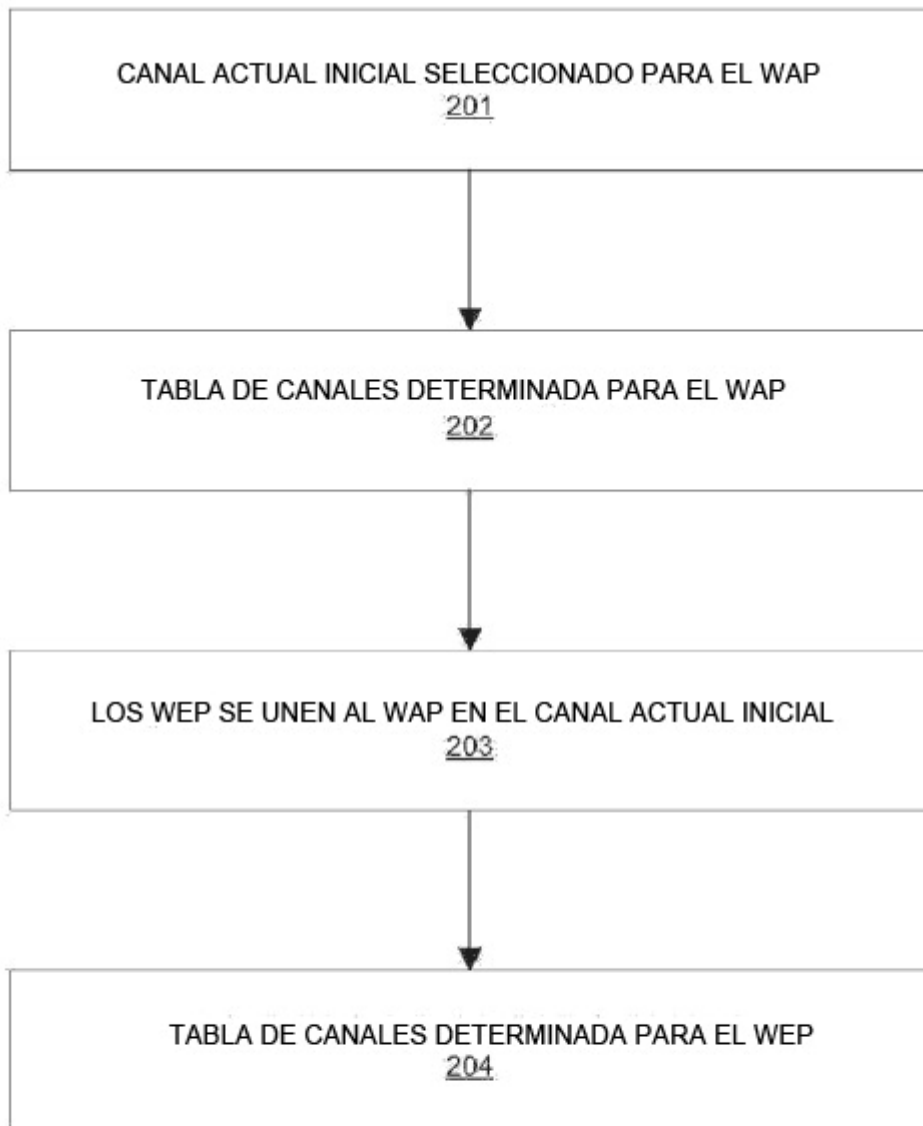 CANAL ACTUAL INICIAL SELECCIONADO PARA EL WAP
201
TABLA DE CANALES DETERMINADA PARA EL WAP
202
LOS WEP SE UNEN AL WAP EN EL CANAL ACTUAL INICIAL
203
TABLA DE CANALES DETERMINADA PARA EL WEP
204